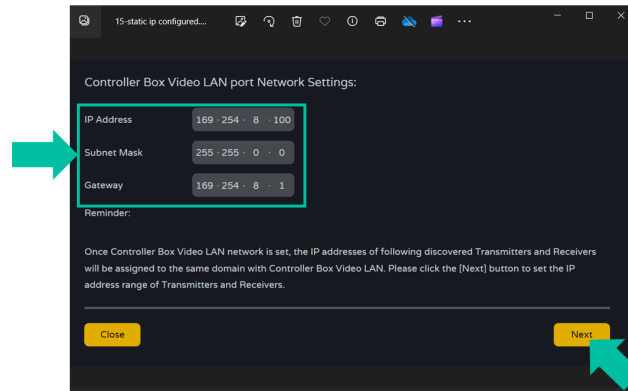 15-static ip configured....
Controller Box Video LAN port Network Settings:
IP Address 169 · 254 · 8 · 100
Subnet Mask 255 · 255 · 0 · 0
Gateway 169 · 254 · 8 · 1
Reminder:
Once Controller Box Video LAN network is set, the IP addresses of following discovered Transmitters and Receivers
will be assigned to the same domain with Controller Box Video LAN. Please click the [Next] button to set the IP
address range of Transmitters and Receivers.
Close Next